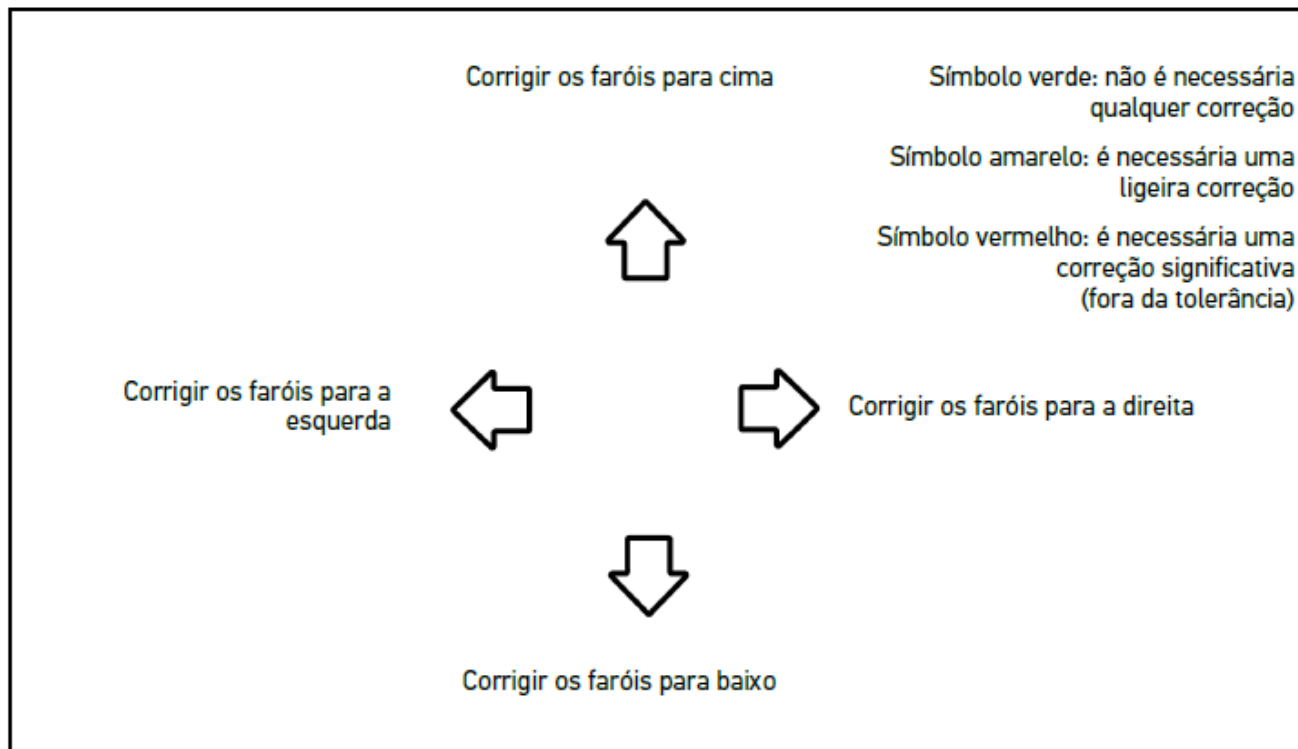 Corrigir os faróis para cima
Símbolo verde: não é necessária
qualquer correção
Símbolo amarelo: é necessária uma
ligeira correção
Símbolo vermelho: é necessária uma
correção significativa
(fora da tolerância)
Corrigir os faróis para a
esquerda
Corrigir os faróis para a direita
Corrigir os faróis para baixo